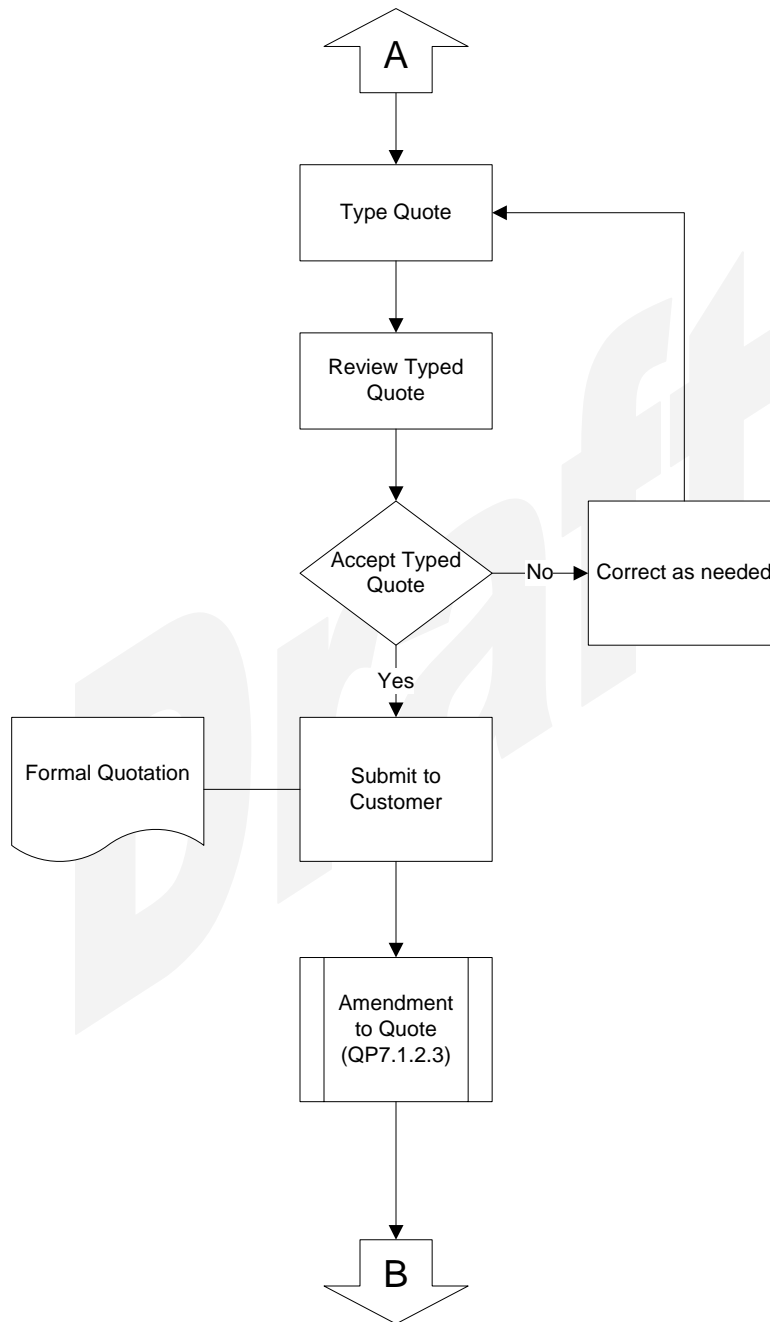 A
Type Quote
Review Typed
Quote
Accept Typed
Quote
No
Correct as needed
Yes
Formal Quotation
Submit to
Customer
Amendment
to Quote
(QP7.1.2.3)
B
Draft